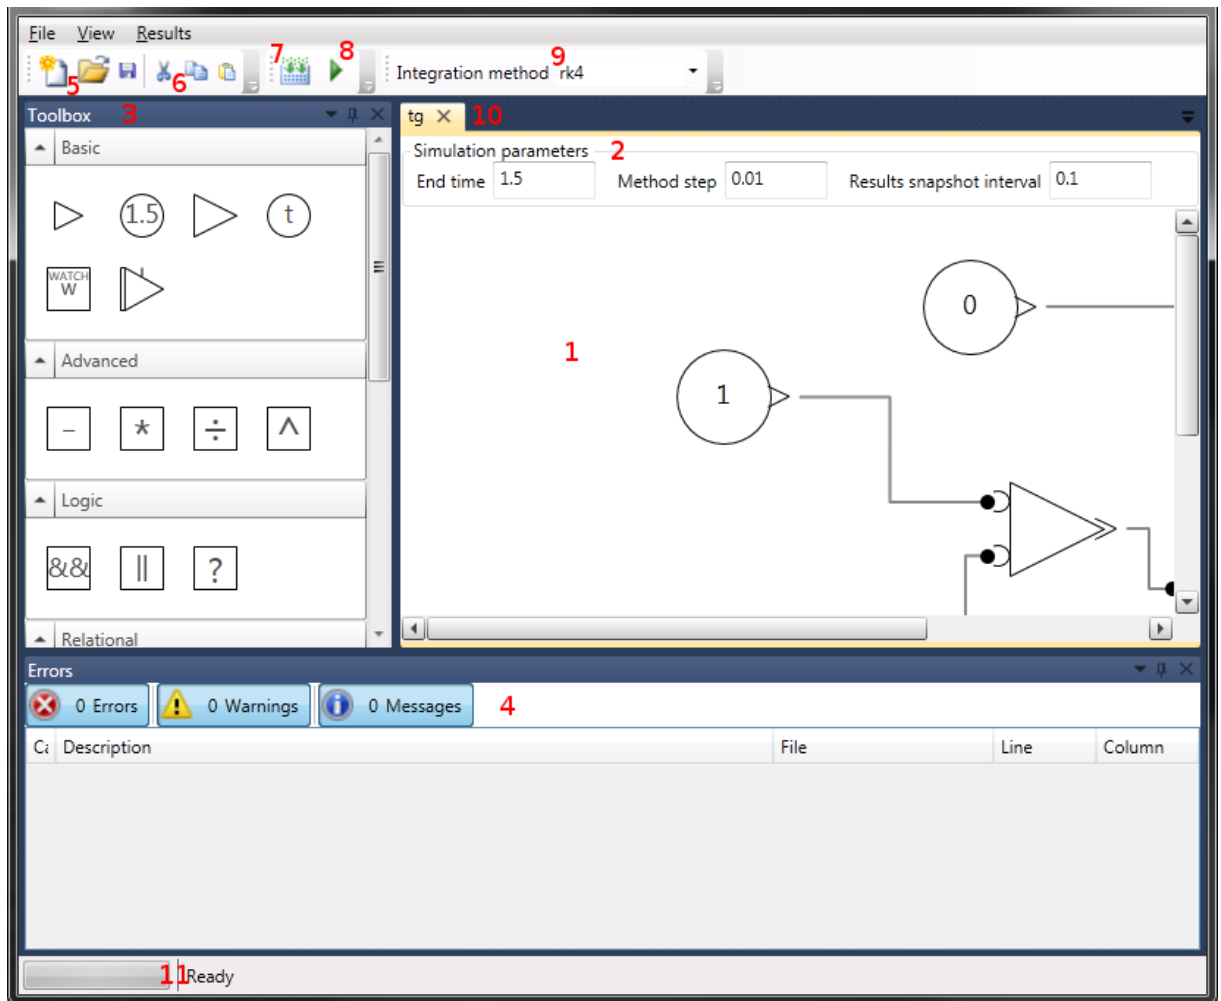 File View Results
5 6 7 8 Integration method 9 rk4
Toolbox 3
tg 10
Basic
Simulation parameters 2
End time 1.5 Method step 0.01 Results snapshot interval 0.1
1.5 t
WATCH
W
0
1
1
Advanced
− * ÷ ^
Logic
&& || ?
Relational
Errors
0 Errors 0 Warnings 0 Messages 4
Ca Description File Line Column
11 Ready